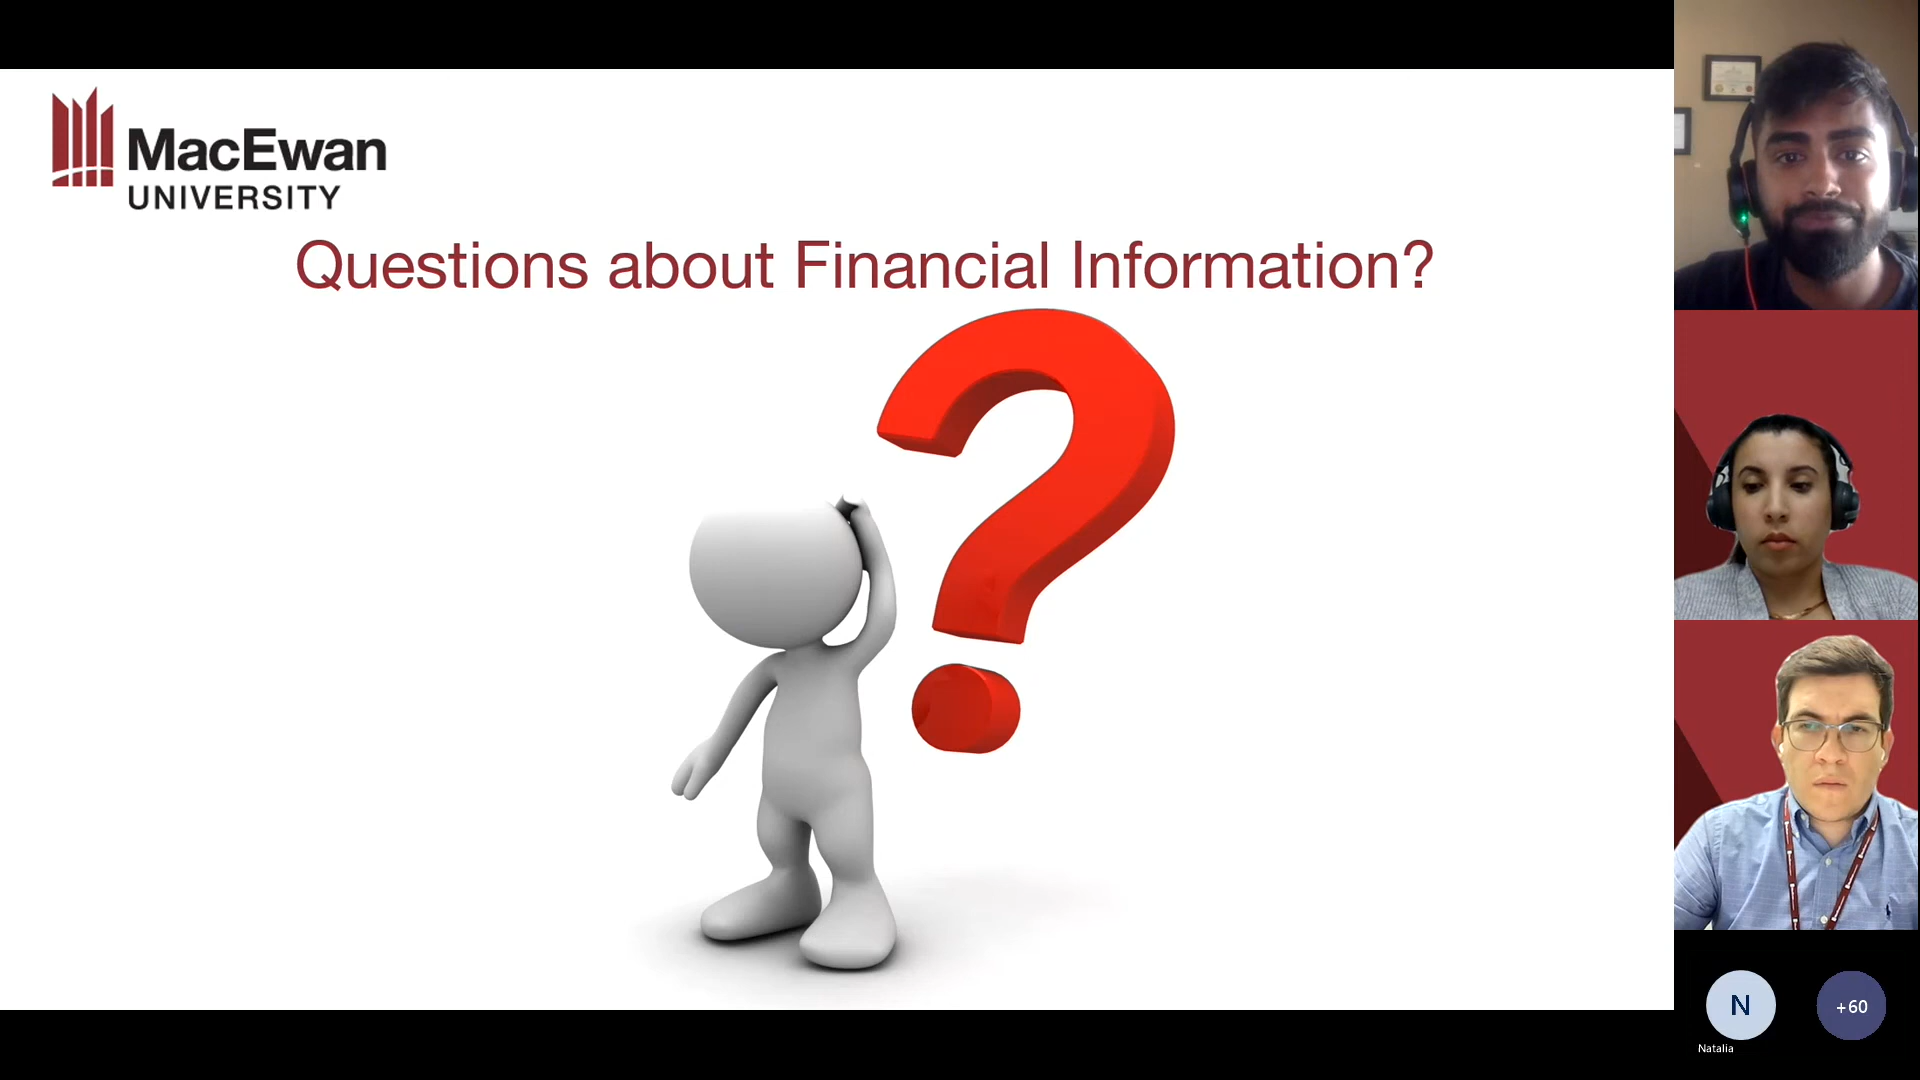 MacEwan
UNIVERSITY
Questions about Financial Information?
N
+60
Natalia